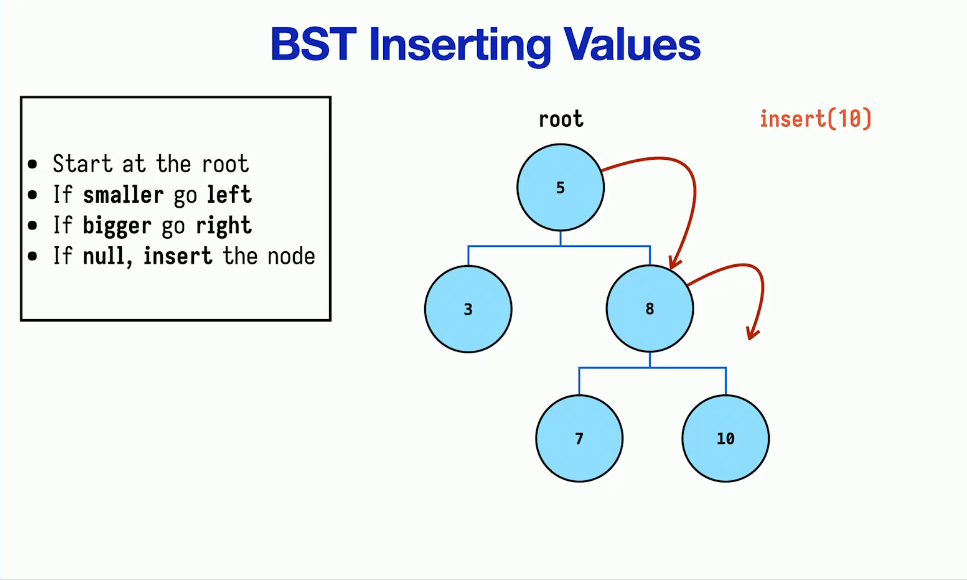 BST Inserting Values
• Start at the root
• If smaller go left
• If bigger go right
• If null, insert the node
root
insert(10)
5
3
8
7
10